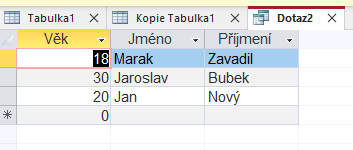 Tabulka1 Kopie Tabulka1 Dotaz2
Věk Jméno Příjmení
18 Marak Zavadil
30 Jaroslav Bubek
20 Jan Nový
* 0